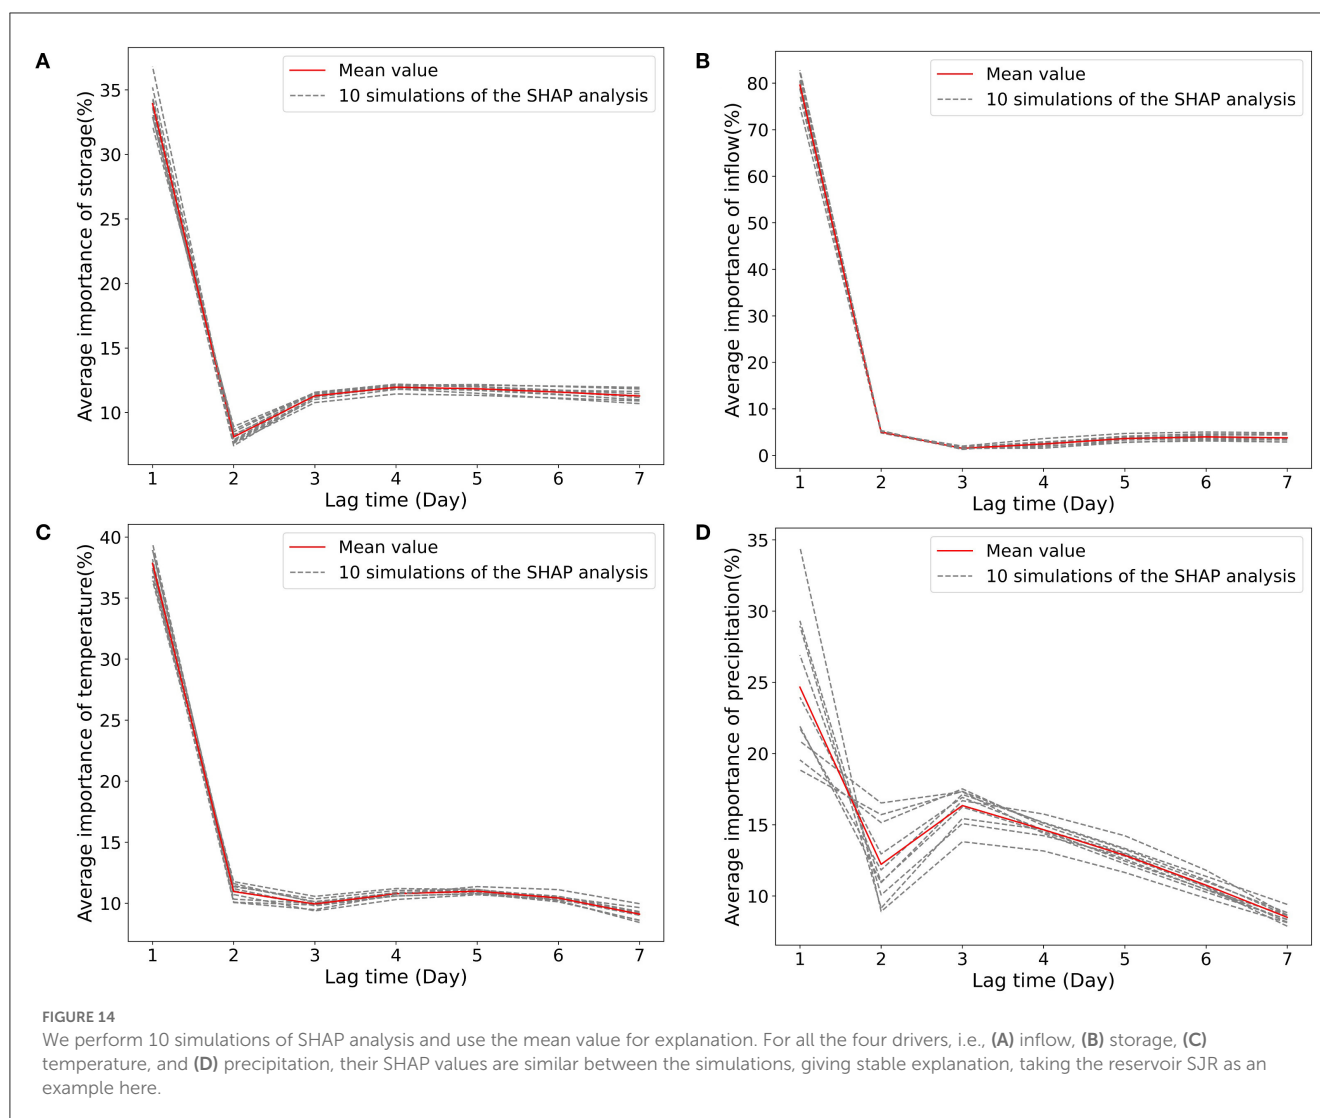 A
Mean value
10 simulations of the SHAP analysis
Average importance of storage(%)
35
30
25
20
15
10
1 2 3 4 5 6 7
Lag time (Day)
B
Mean value
10 simulations of the SHAP analysis
Average importance of inflow(%)
80
70
60
50
40
30
20
10
0
1 2 3 4 5 6 7
Lag time (Day)
C
Mean value
10 simulations of the SHAP analysis
Average importance of temperature(%)
40
35
30
25
20
15
10
1 2 3 4 5 6 7
Lag time (Day)
D
Mean value
10 simulations of the SHAP analysis
Average importance of precipitation(%)
35
30
25
20
15
10
1 2 3 4 5 6 7
Lag time (Day)
FIGURE 14
We perform 10 simulations of SHAP analysis and use the mean value for explanation. For all the four drivers, i.e., (A) inflow, (B) storage, (C)
temperature, and (D) precipitation, their SHAP values are similar between the simulations, giving stable explanation, taking the reservoir SJR as an
example here.